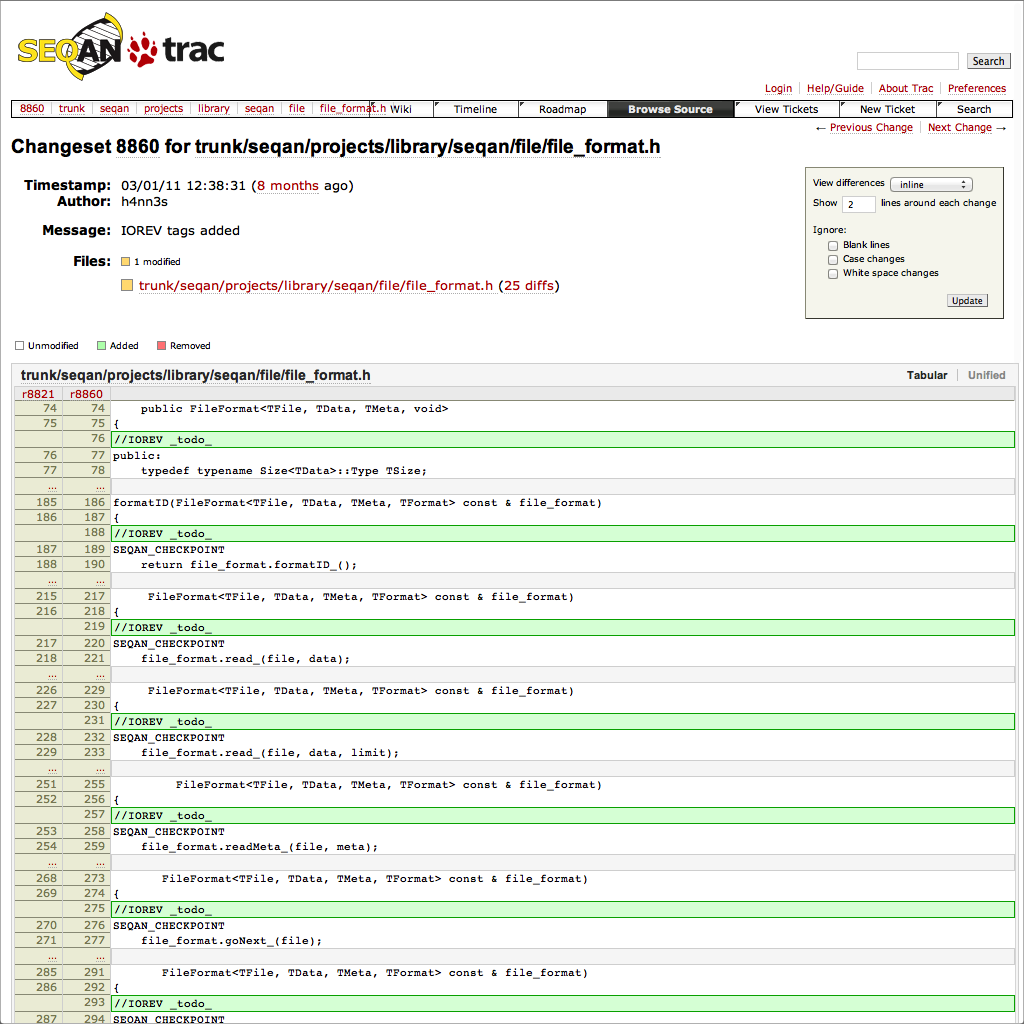 SEQAN trac
Search
Login Help/Guide About Trac Preferences
8860 trunk seqan projects library seqan file file_format.h Wiki Timeline Roadmap Browse Source View Tickets New Ticket Search
← Previous Change Next Change →
Changeset 8860 for trunk/seqan/projects/library/seqan/file/file_format.h
Timestamp: 03/01/11 12:38:31 (8 months ago)
Author: h4nn3s
Message: IOREV tags added
Files: 1 modified
trunk/seqan/projects/library/seqan/file/file_format.h (25 diffs)
View differences inline
Show 2 lines around each change
Ignore:
Blank lines
Case changes
White space changes
Update
Unmodified Added Removed
trunk/seqan/projects/library/seqan/file/file_format.h Tabular Unified
r8821 r8860
74 74 public FileFormat<TFile, TData, TMeta, void>
75 75 {
76 //IOREV _todo_
76 77 public:
77 78 typedef typename Size<TData>::Type TSize;
… …
185 186 formatID(FileFormat<TFile, TData, TMeta, TFormat> const & file_format)
186 187 {
188 //IOREV _todo_
187 189 SEQAN_CHECKPOINT
188 190 return file_format.formatID_();
… …
215 217 FileFormat<TFile, TData, TMeta, TFormat> const & file_format)
216 218 {
219 //IOREV _todo_
217 220 SEQAN_CHECKPOINT
218 221 file_format.read_(file, data);
… …
226 229 FileFormat<TFile, TData, TMeta, TFormat> const & file_format)
227 230 {
231 //IOREV _todo_
228 232 SEQAN_CHECKPOINT
229 233 file_format.read_(file, data, limit);
… …
251 255 FileFormat<TFile, TData, TMeta, TFormat> const & file_format)
252 256 {
257 //IOREV _todo_
253 258 SEQAN_CHECKPOINT
254 259 file_format.readMeta_(file, meta);
… …
268 273 FileFormat<TFile, TData, TMeta, TFormat> const & file_format)
269 274 {
275 //IOREV _todo_
270 276 SEQAN_CHECKPOINT
271 277 file_format.goNext_(file);
… …
285 291 FileFormat<TFile, TData, TMeta, TFormat> const & file_format)
286 292 {
293 //IOREV _todo_
287 294 SEQAN_CHECKPOINT